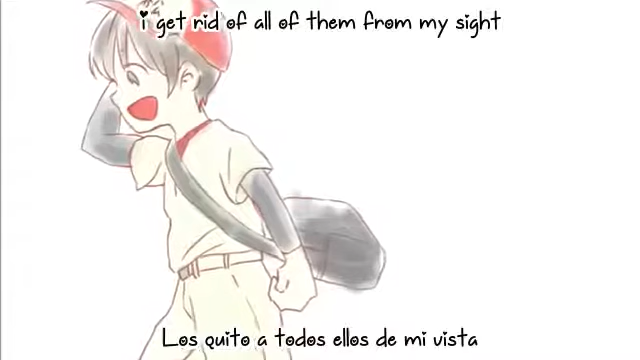 i get rid of all of them from my sight
Los quito a todos ellos de mi vista